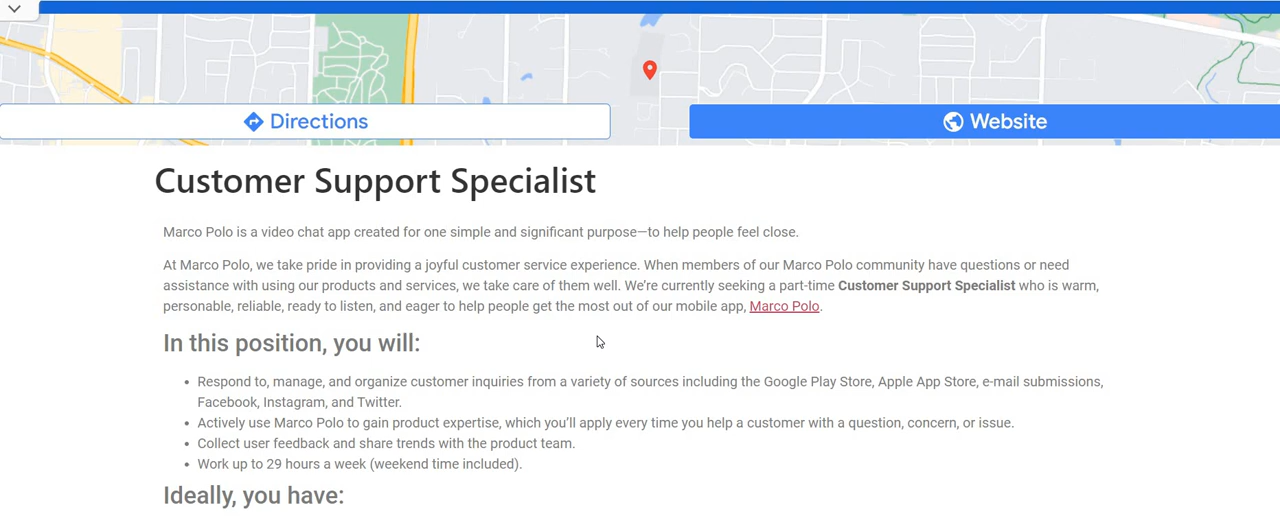 Directions
Website
Customer Support Specialist
Marco Polo is a video chat app created for one simple and significant purpose—to help people feel close.
At Marco Polo, we take pride in providing a joyful customer service experience. When members of our Marco Polo community have questions or need
assistance with using our products and services, we take care of them well. We’re currently seeking a part-time Customer Support Specialist who is warm,
personable, reliable, ready to listen, and eager to help people get the most out of our mobile app, Marco Polo.
In this position, you will:
• Respond to, manage, and organize customer inquiries from a variety of sources including the Google Play Store, Apple App Store, e-mail submissions,
Facebook, Instagram, and Twitter.
• Actively use Marco Polo to gain product expertise, which you’ll apply every time you help a customer with a question, concern, or issue.
• Collect user feedback and share trends with the product team.
• Work up to 29 hours a week (weekend time included).
Ideally, you have: